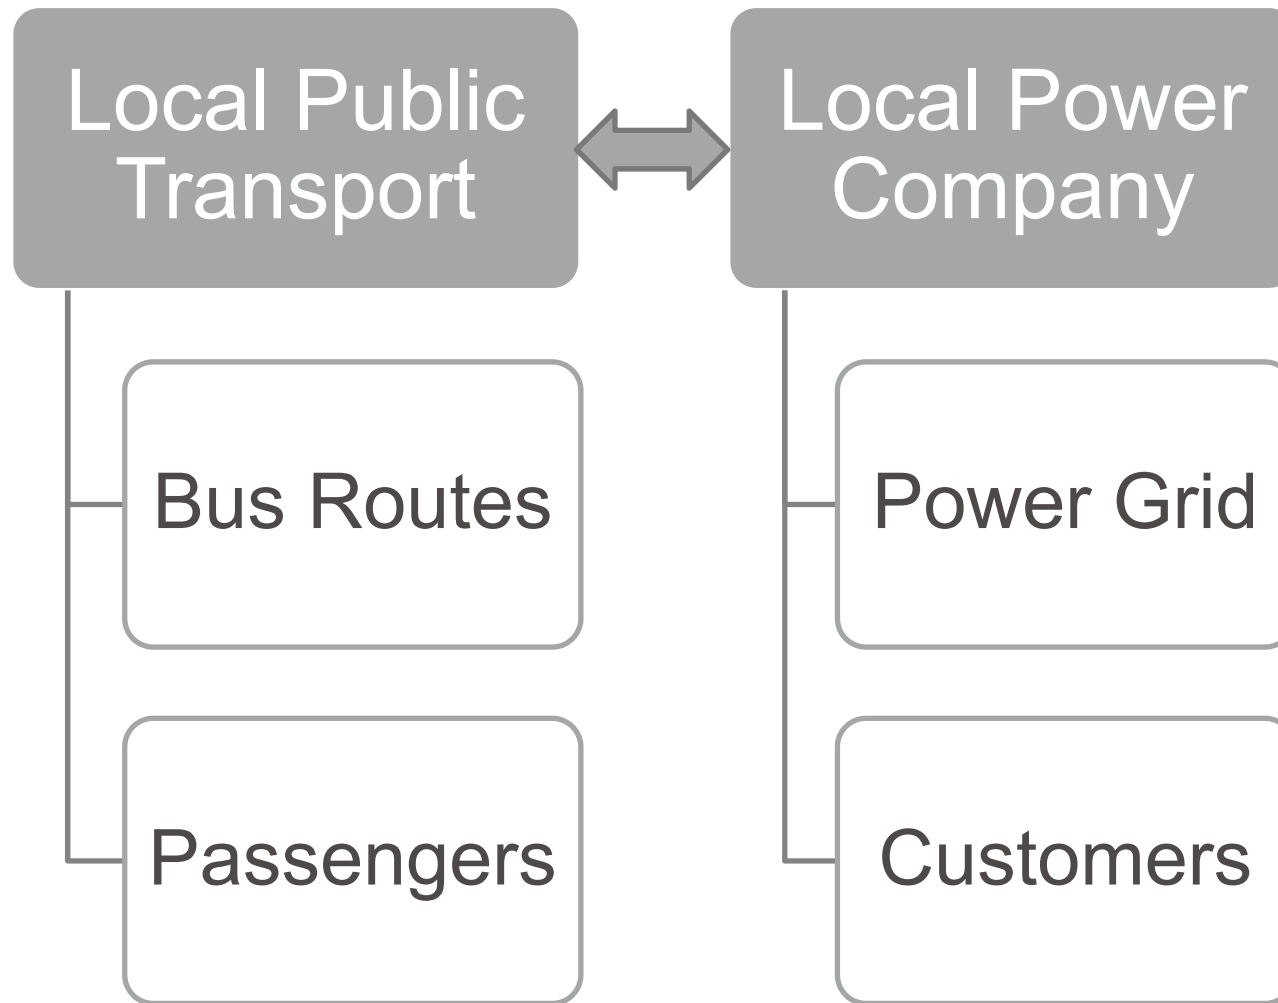 Local Public
Transport
Local Power
Company
Bus Routes
Power Grid
Passengers
Customers